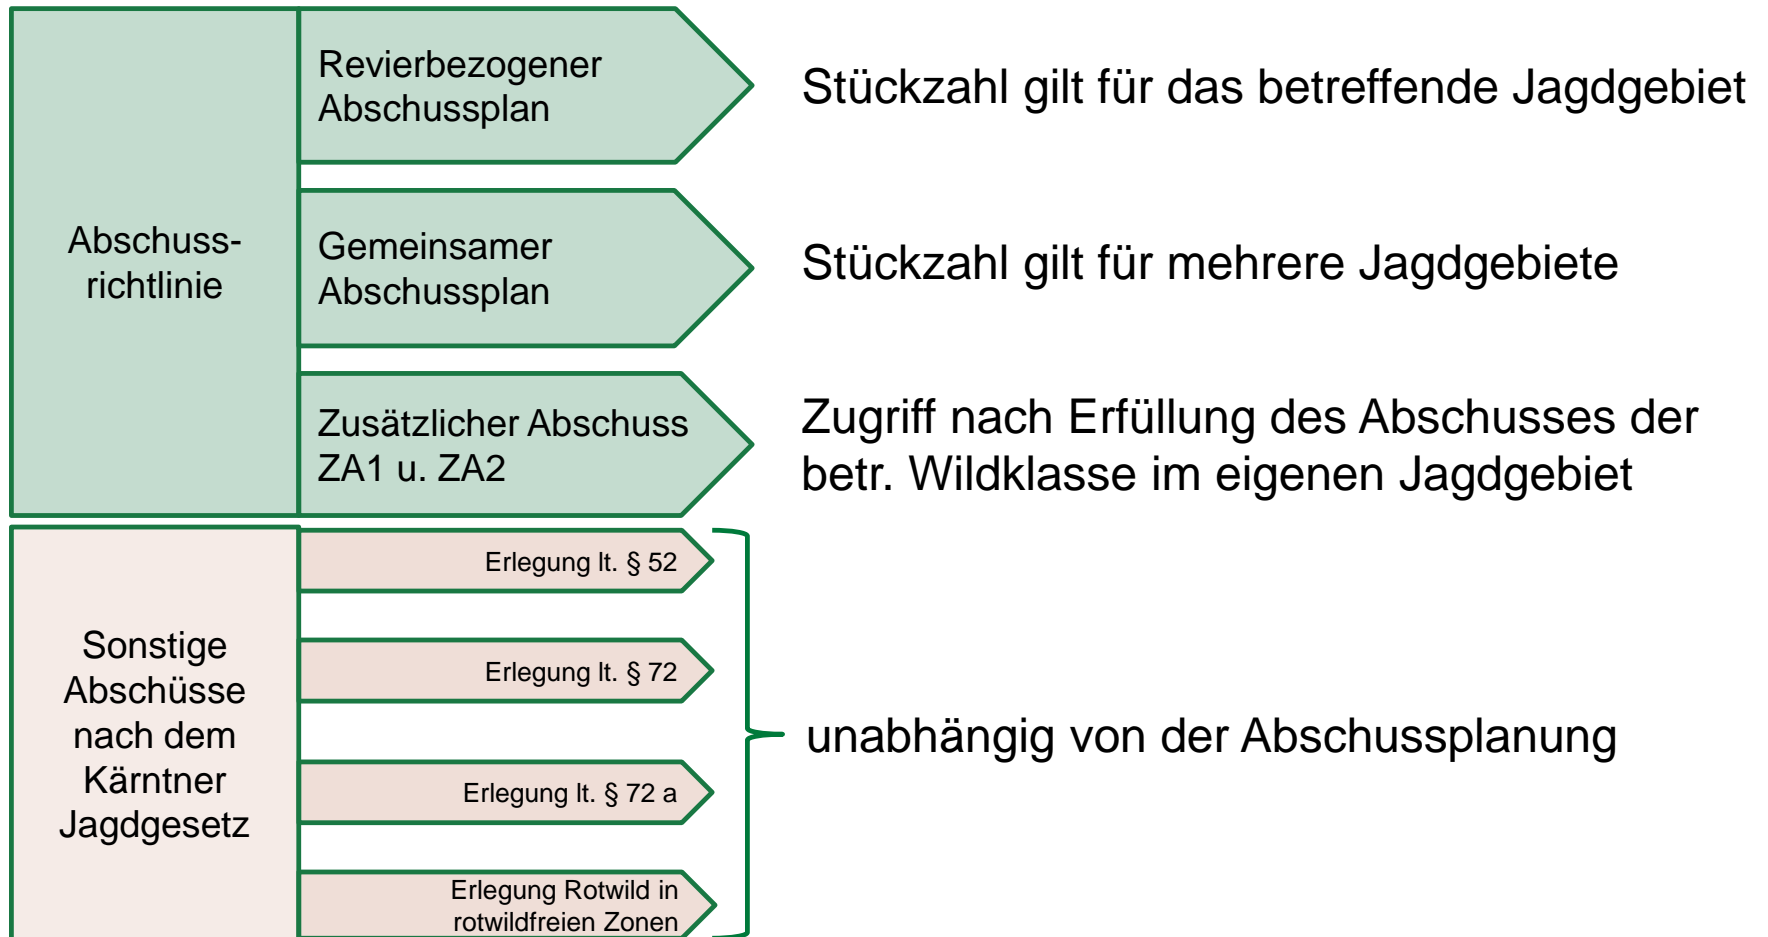 Abschuss-
richtlinie
Revierbezogener
Abschussplan
Stückzahl gilt für das betreffende Jagdgebiet
Gemeinsamer
Abschussplan
Stückzahl gilt für mehrere Jagdgebiete
Zusätzlicher Abschuss
ZA1 u. ZA2
Zugriff nach Erfüllung des Abschusses der
betr. Wildklasse im eigenen Jagdgebiet
Sonstige
Abschüsse
nach dem
Kärntner
Jagdgesetz
Erlegung lt. § 52
Erlegung lt. § 72
Erlegung lt. § 72 a
Erlegung Rotwild in
rotwildfreien Zonen
unabhängig von der Abschussplanung